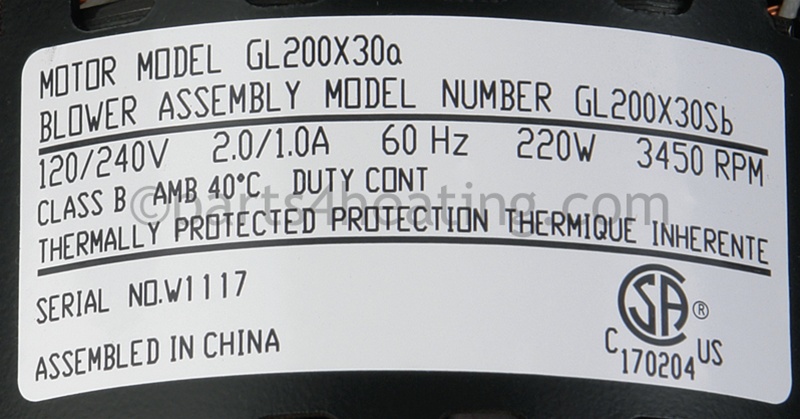 MOTOR MODEL GL200X30a
BLOWER ASSEMBLY MODEL NUMBER GL200X30Sb
120/240V 2.0/1.0A 60 Hz 220W 3450 RPM
CLASS B AMB 40°C DUTY CONT
©parts4heating.com
THERMALLY PROTECTED PROTECTION THERMIQUE INHERENTE
SERIAL NO.W1117
ASSEMBLED IN CHINA
CSA®
C US
170204